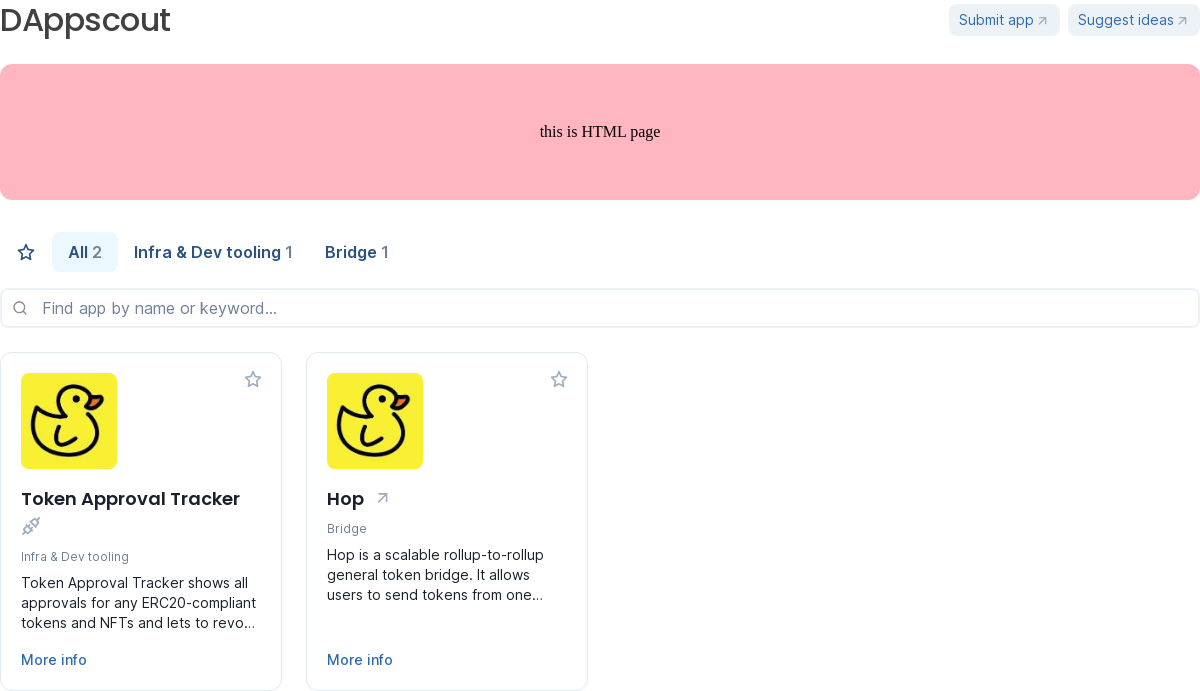 DAppscout
Submit app
Suggest ideas
this is HTML page
All 2
Infra & Dev tooling 1
Bridge 1
Find app by name or keyword...
Token Approval Tracker
Infra & Dev tooling
Token Approval Tracker shows all
approvals for any ERC20-compliant
tokens and NFTs and lets to revo…
More info
Hop
Bridge
Hop is a scalable rollup-to-rollup
general token bridge. It allows
users to send tokens from one…
More info